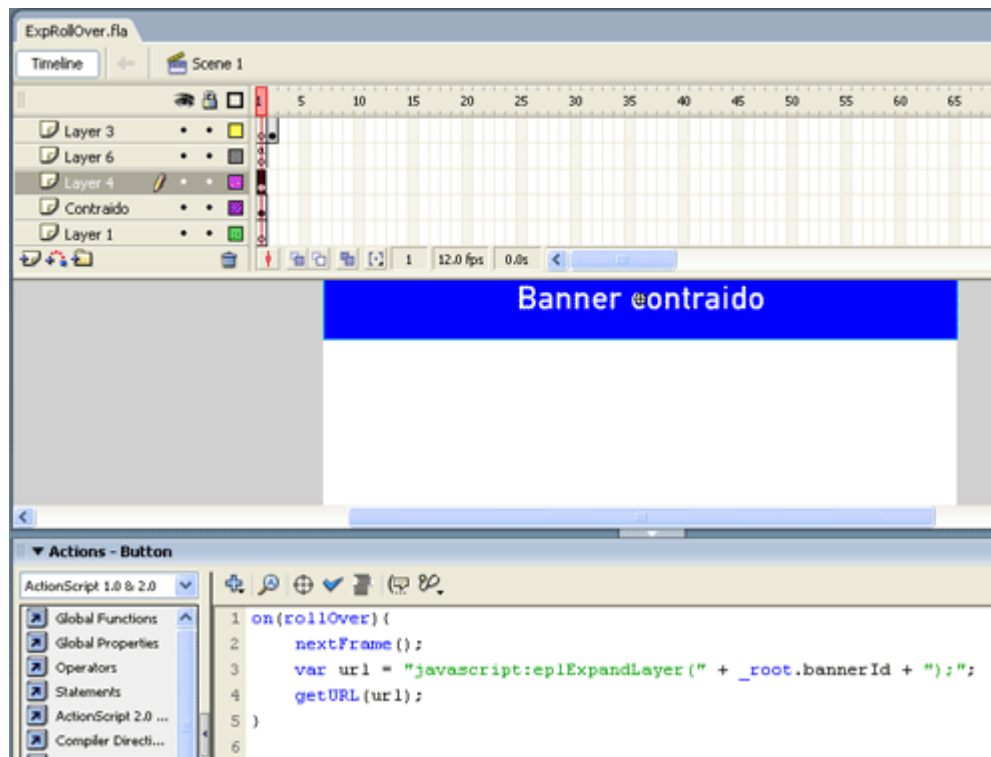 ExpRollOver.fla
Timeline Scene 1
1 5 10 15 20 25 30 35 40 45 50 55 60 65
Layer 3
Layer 6
Layer 4
Contraido
Layer 1
1 12.0 fps 0.0s
Banner contraido
Actions - Button
ActionScript 1.0 & 2.0
Global Functions
Global Properties
Operators
Statements
ActionScript 2.0 ...
Compiler Directi...
1 on(rollOver){
2 nextFrame();
3 var url = "javascript:eplExpandLayer(" + _root.bannerId + ");";
4 getURL(url);
5 }
6